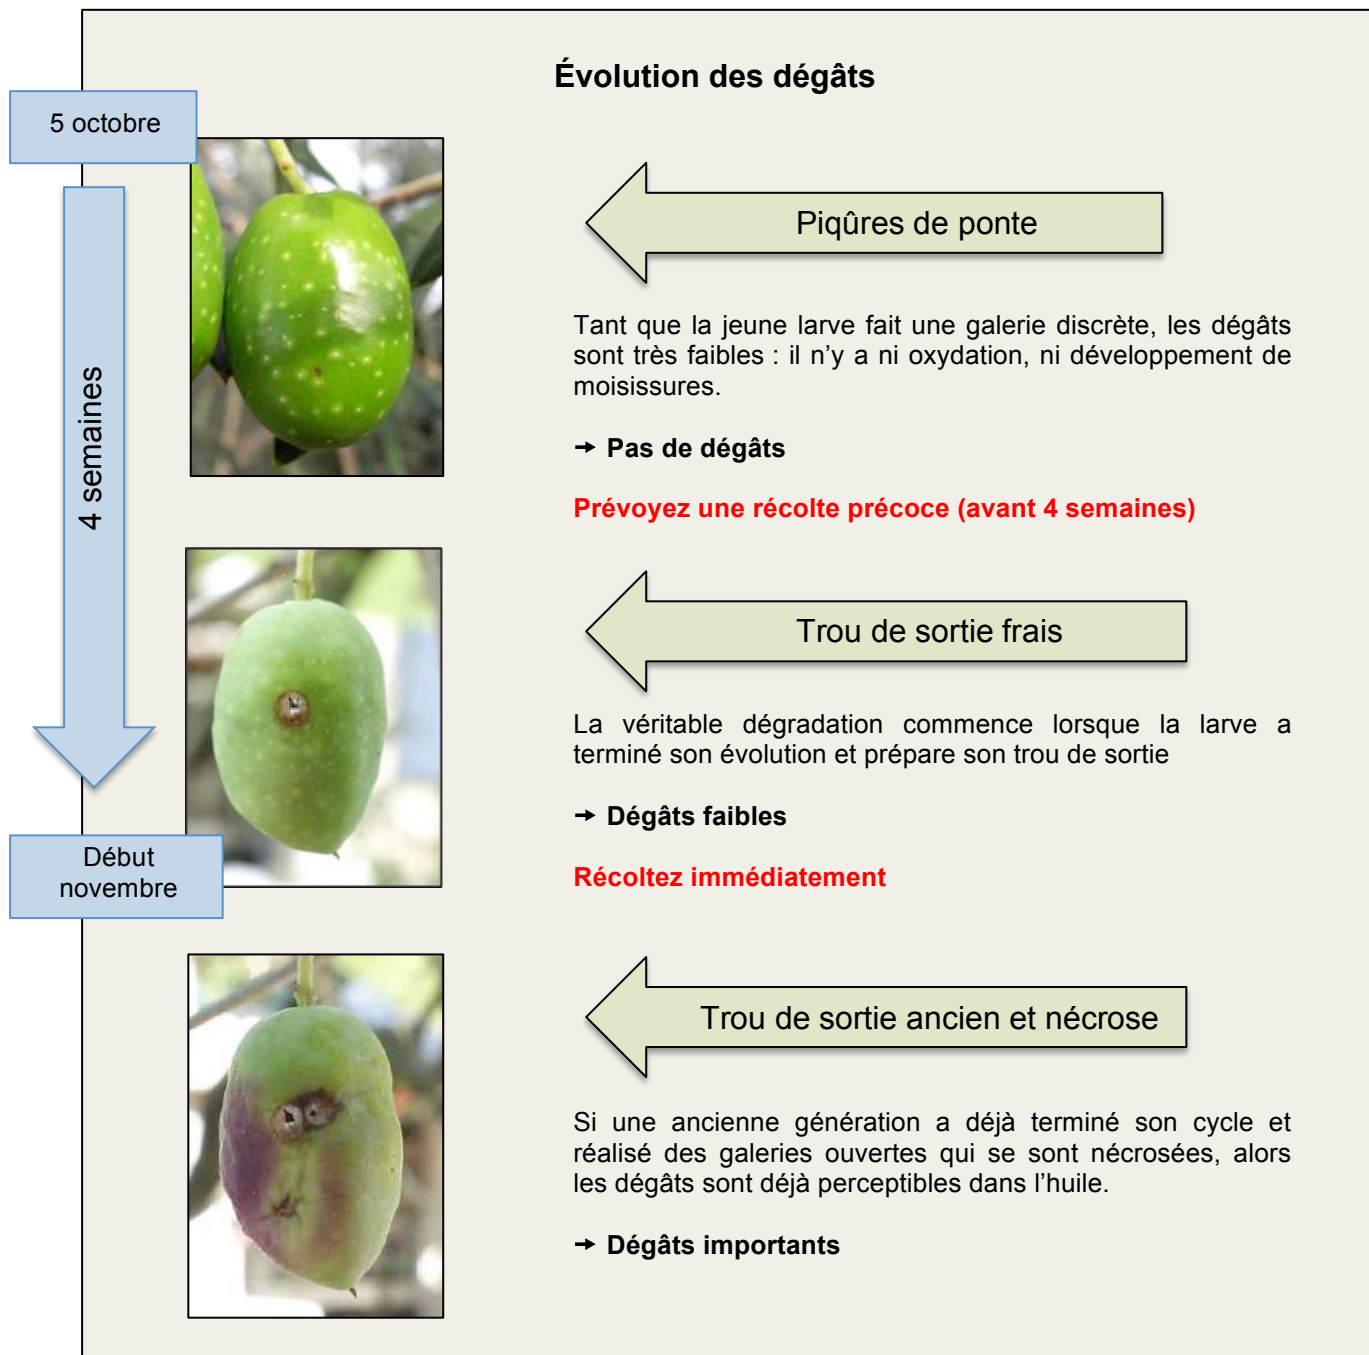 Évolution des dégâts
5 octobre
4 semaines
Piqûres de ponte
Tant que la jeune larve fait une galerie discrète, les dégâts
sont très faibles : il n’y a ni oxydation, ni développement de
moisissures.
→ Pas de dégâts
Prévoyez une récolte précoce (avant 4 semaines)
Trou de sortie frais
La véritable dégradation commence lorsque la larve a
terminé son évolution et prépare son trou de sortie
→ Dégâts faibles
Récoltez immédiatement
Début
novembre
Trou de sortie ancien et nécrose
Si une ancienne génération a déjà terminé son cycle et
réalisé des galeries ouvertes qui se sont nécrosées, alors
les dégâts sont déjà perceptibles dans l’huile.
→ Dégâts importants